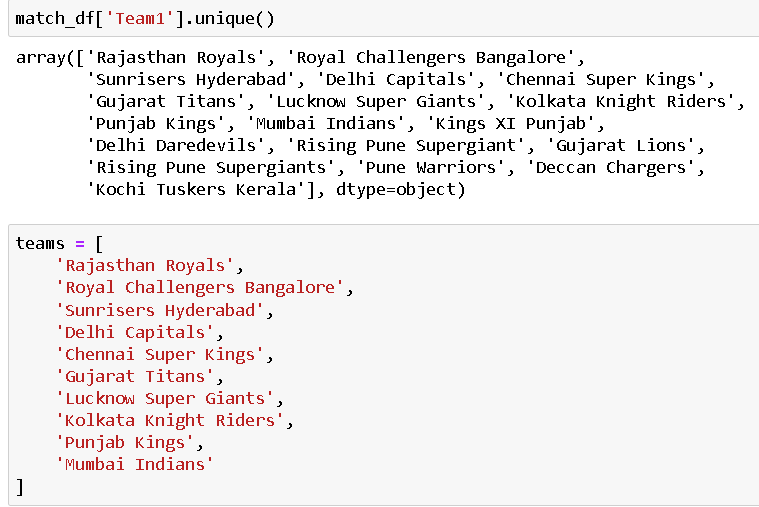 match_df['Team1'].unique()
array(['Rajasthan Royals', 'Royal Challengers Bangalore',
       'Sunrisers Hyderabad', 'Delhi Capitals', 'Chennai Super Kings',
       'Gujarat Titans', 'Lucknow Super Giants', 'Kolkata Knight Riders',
       'Punjab Kings', 'Mumbai Indians', 'Kings XI Punjab',
       'Delhi Daredevils', 'Rising Pune Supergiant', 'Gujarat Lions',
       'Rising Pune Supergiants', 'Pune Warriors', 'Deccan Chargers',
       'Kochi Tuskers Kerala'], dtype=object)
teams = [
    'Rajasthan Royals',
    'Royal Challengers Bangalore',
    'Sunrisers Hyderabad',
    'Delhi Capitals',
    'Chennai Super Kings',
    'Gujarat Titans',
    'Lucknow Super Giants',
    'Kolkata Knight Riders',
    'Punjab Kings',
    'Mumbai Indians'
]